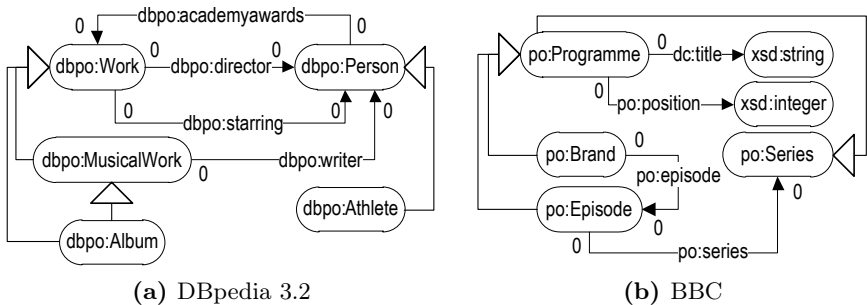 dbpo:academyawards
0 0
dbpo:Work 0 dbpo:director 0 dbpo:Person
0 dbpo:starring 0 0
dbpo:MusicalWork 0 dbpo:writer
dbpo:Athlete
dbpo:Album
(a) DBpedia 3.2
0
po:Programme 0 dc:title xsd:string
0 po:position xsd:integer
po:Brand 0 po:Series
po:episode 0
po:Episode 0
0 po:series
(b) BBC